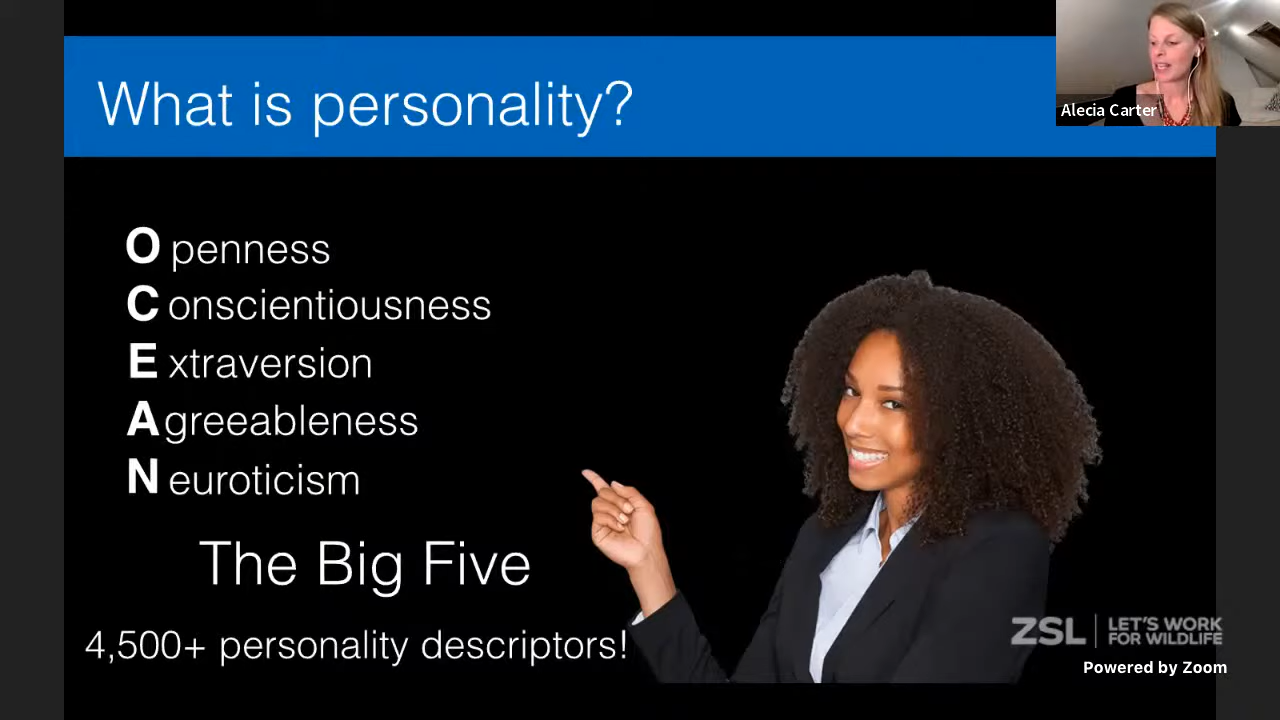 What is personality?
Alecia Carter
Openness
Conscientiousness
Extraversion
Agreeableness
Neuroticism
The Big Five
4,500+ personality descriptors!
ZSL
LET'S WORK
FOR WILDLIFE
Powered by Zoom